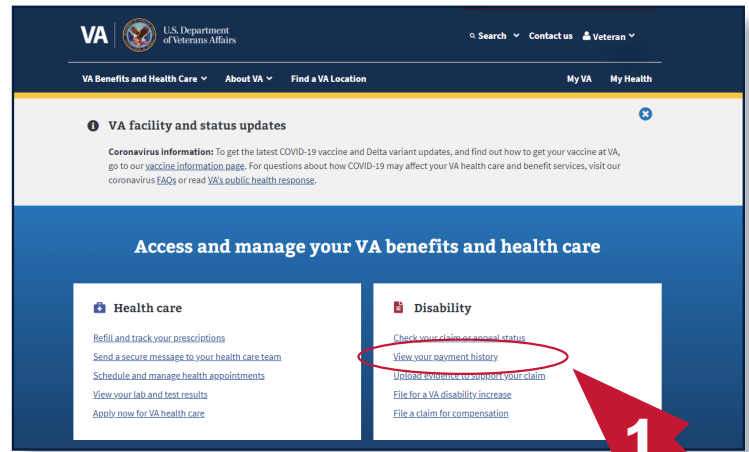 VA
U.S. Department
of Veterans Affairs
Search Contact us Veteran
VA Benefits and Health Care About VA Find a VA Location My VA My Health
VA facility and status updates
Coronavirus information: To get the latest COVID-19 vaccine and Delta variant updates, and find out how to get your vaccine at VA,
go to our vaccine information page. For questions about how COVID-19 may affect your VA health care and benefit services, visit our
coronavirus FAQs or read VA's public health response.
Access and manage your VA benefits and health care
Health care
Refill and track your prescriptions
Send a secure message to your health care team
Schedule and manage health appointments
View your lab and test results
Apply now for VA health care
Disability
Check your claim or appeal status
View your payment history
Upload evidence to support your claim
File for a VA disability increase
File a claim for compensation
1